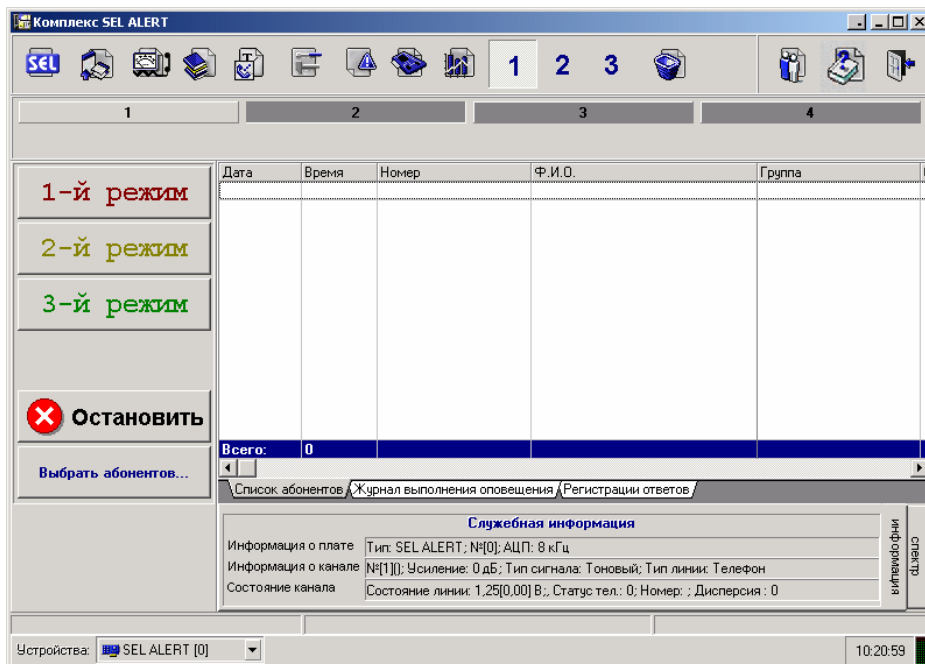 Комплекс SEL ALERT
SEL
1 2 3
1 2 3 4
1-й режим
2-й режим
3-й режим
Остановить
Выбрать абонентов...
Дата Время Номер Ф.И.О. Группа
Всего: 0
Список абонентов Журнал выполнения оповещения Регистрации ответов
Служебная информация
Информация о плате Тип: SEL ALERT; №[0]; АЦП: 8 кГц
Информация о канале №[1](); Усиление: 0 дБ; Тип сигнала: Тоновый; Тип линии: Телефон
Состояние канала Состояние линии: 1,25[0,00] В;, Статус тел.: 0; Номер: ; Дисперсия : 0
информация
спектр
Устройства: SEL ALERT [0]
10:20:59